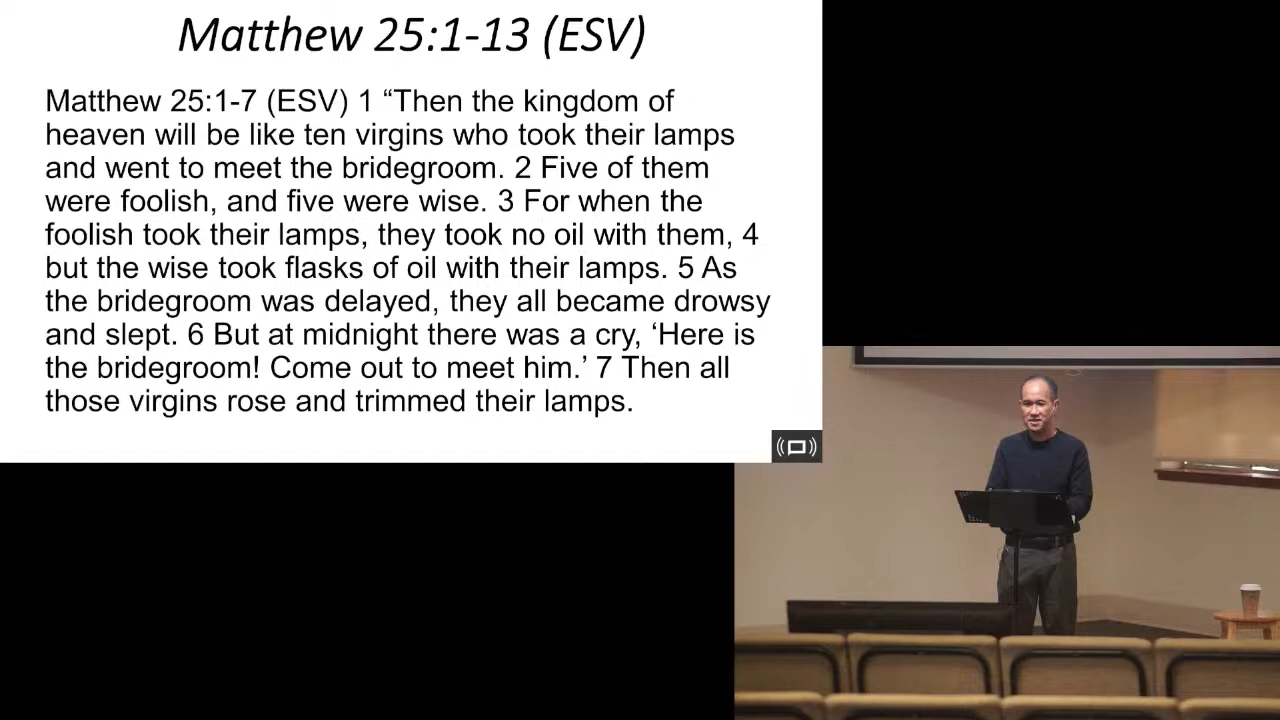 Matthew 25:1-13 (ESV)
Matthew 25:1-7 (ESV) 1 “Then the kingdom of
heaven will be like ten virgins who took their lamps
and went to meet the bridegroom. 2 Five of them
were foolish, and five were wise. 3 For when the
foolish took their lamps, they took no oil with them, 4
but the wise took flasks of oil with their lamps. 5 As
the bridegroom was delayed, they all became drowsy
and slept. 6 But at midnight there was a cry, ‘Here is
the bridegroom! Come out to meet him.’ 7 Then all
those virgins rose and trimmed their lamps.